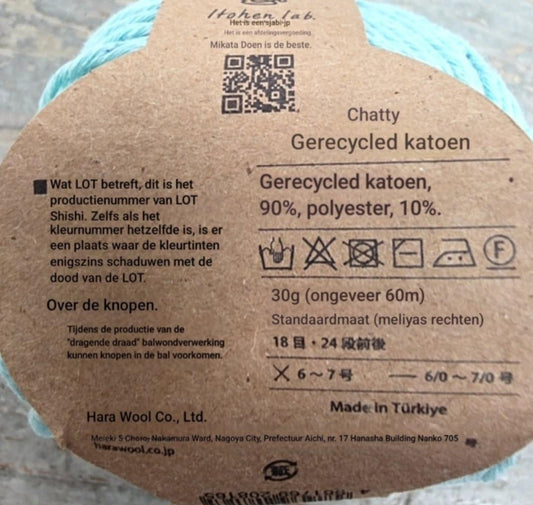 Itohen lab.
Het is een afzelingsvergoeding.
Mikata Doen is de beste.
Chatty
Gerecycled katoen
Gerecycled katoen,
90%, polyester, 10%.
■ Wat LOT betreft, dit is het
productienummer van LOT
Shishi. Zelfs als het
kleurnummer hetzelfde is, is er
een plaats waar de kleurtinten
enigszins schaduwen met de
dood van de LOT.
Over de knopen.
Tijdens de productie van de
"dragende draad" balwondverwerking
kunnen knopen in de bal voorkomen.
F
30g (ongeveer 60m)
Standaardmaat (meliyas rechten)
18目・24段前後
6～7号 6/0～7/0号
Made in Türkiye
Hara Wool Co., Ltd.
Meieki 5 Chome, Nakamura Ward, Nagoya City, Prefectuur Aichi, nr. 17 Hanasha Building Nanko 705
harawool.co.jp